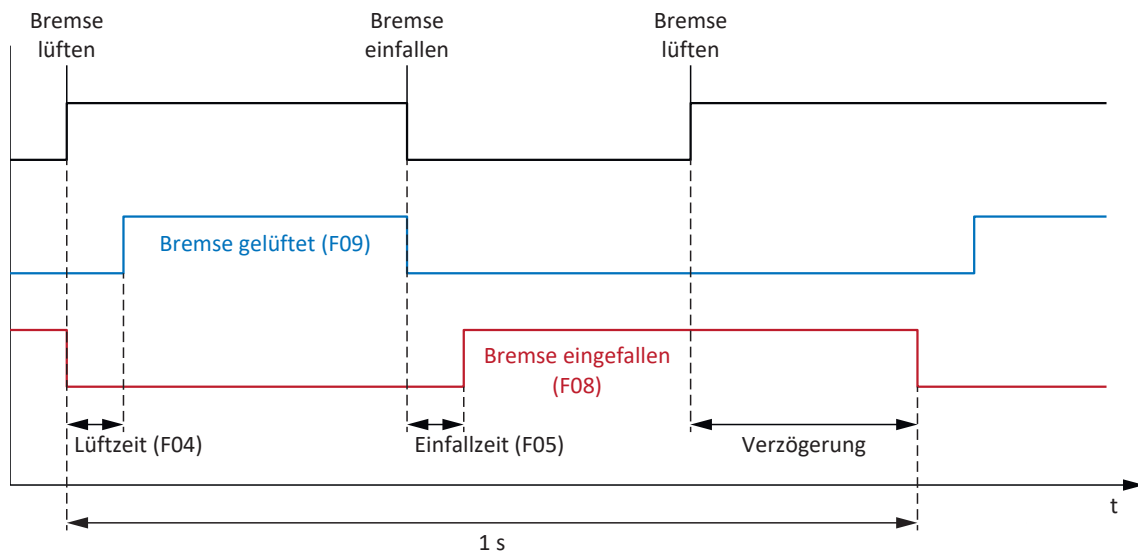 Bremse
lüften
Bremse
einfallen
Bremse
lüften
Bremse gelüftet (F09)
Bremse eingefallen
(F08)
Lüftzeit (F04)
Einfallzeit (F05)
Verzögerung
t
1 s